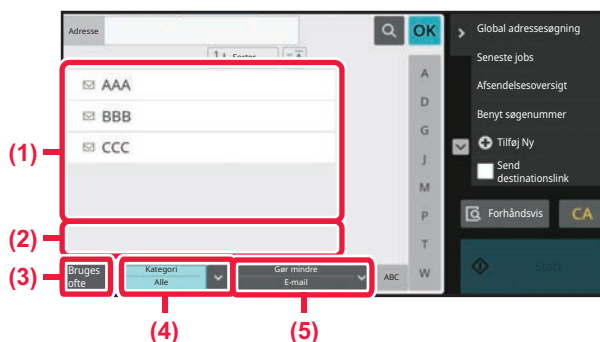 Adresse
OK
Global adressesøgning
Sorter
Seneste jobs
AAA
A
Afsendelsesoversigt
BBB
D
Benyt søgenummer
CCC
G
Tilføj Ny
(1)
J
Send
destinationslink
M
P
Forhåndsvis
CA
(2)
T
(3)
Bruges
ofte
Kategori
Alle
Gør mindre
E-mail
ABC
W
Start
(4)
(5)